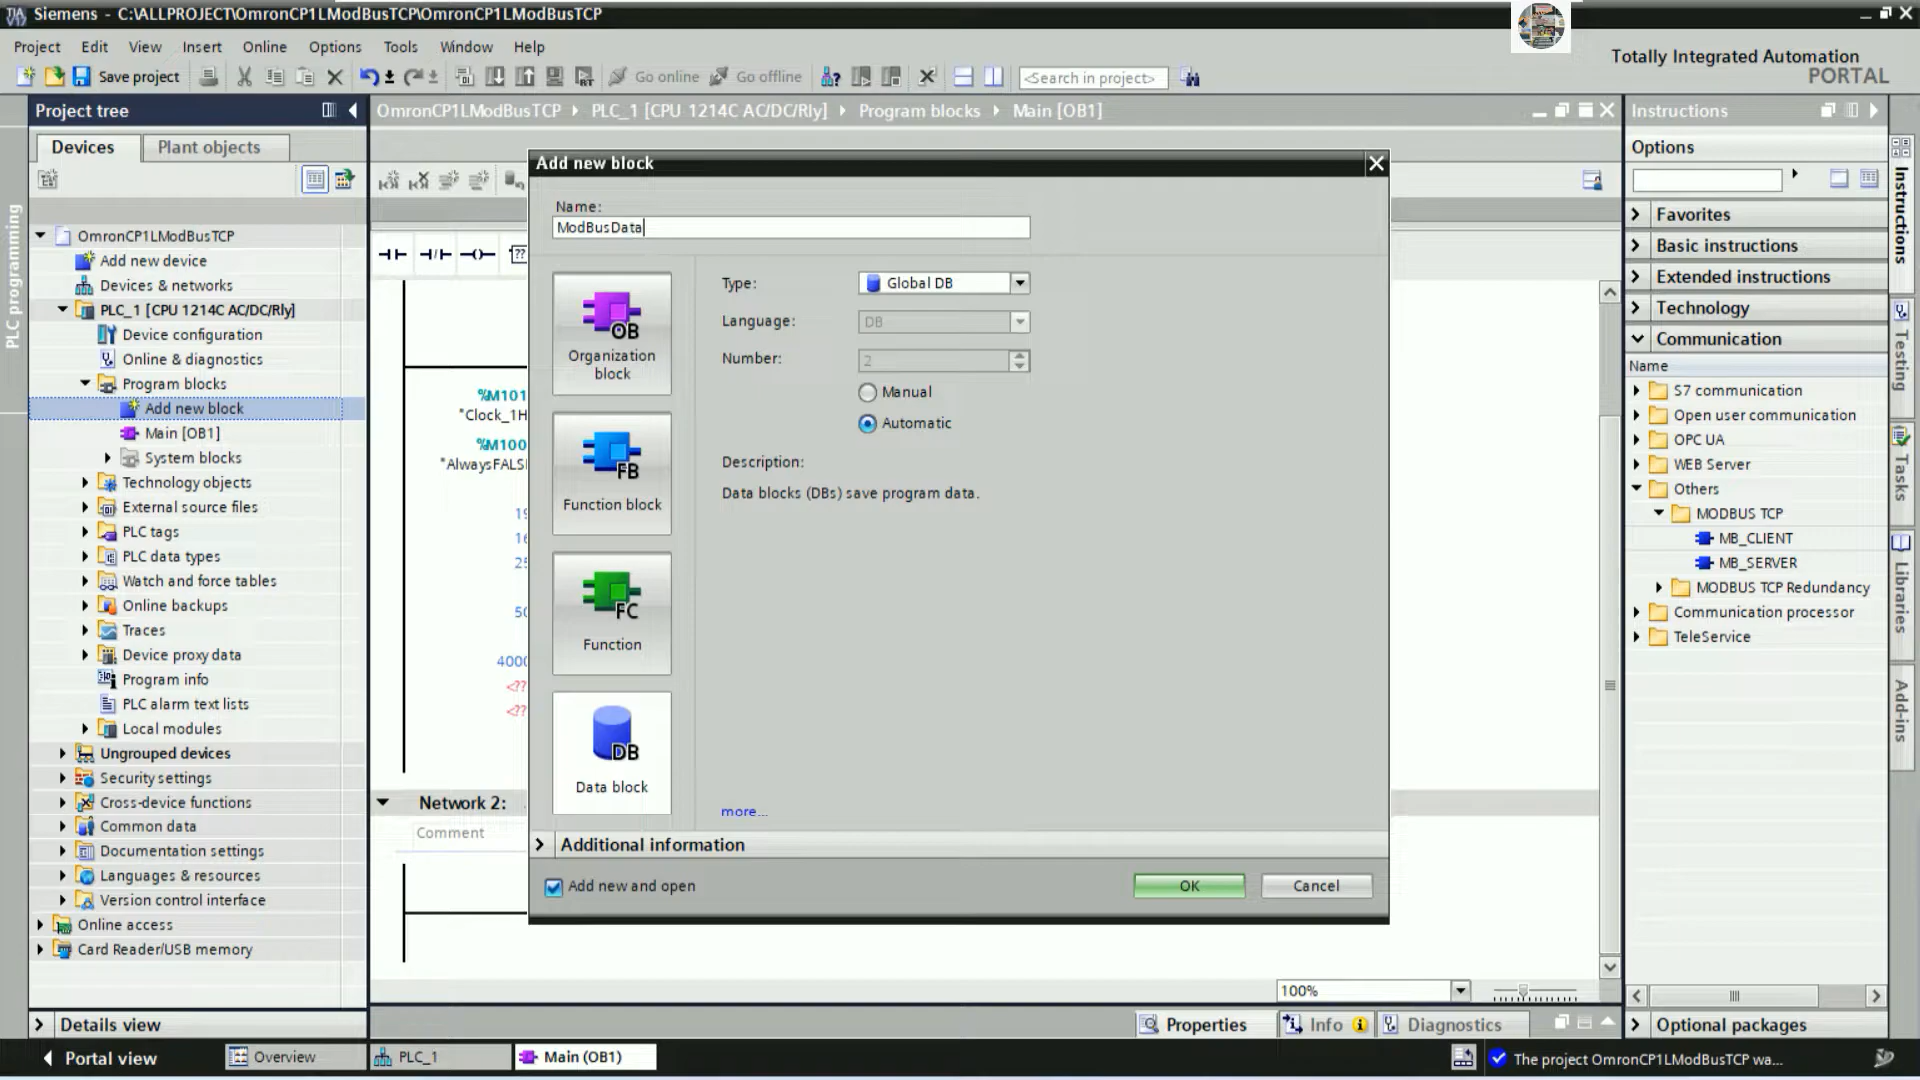 Siemens - C:\ALLPROJECT\OmronCP1LModBusTCP\OmronCP1LModBusTCP
Project Edit View Insert Online Options Tools Window Help
Totally Integrated Automation
PORTAL
Save project
Go online
Go offline
<Search in project>
Project tree
OmronCP1LModBusTCP PLC_1 [CPU 1214C AC/DC/Rly] Program blocks Main [OB1]
Instructions
Devices
Plant objects
Options
PLC programming
OmronCP1LModBusTCP
Add new device
Devices & networks
PLC_1 [CPU 1214C AC/DC/Rly]
Device configuration
Online & diagnostics
Program blocks
Add new block
Main [OB1]
System blocks
Technology objects
External source files
PLC tags
PLC data types
Watch and force tables
Online backups
Traces
Device proxy data
Program info
PLC alarm text lists
Local modules
Ungrouped devices
Security settings
Cross-device functions
Common data
Documentation settings
Languages & resources
Version control interface
Online access
Card Reader/USB memory
Details view
??
%M101
"Clock_1H
%M100
"AlwaysFALS
19
16
25
50
4000
<??
<??
Network 2:
Comment
Add new block
Name:
ModBusData
OB
Organization
block
FB
Function block
FC
Function
DB
Data block
Type:
Global DB
Language:
DB
Number:
2
Manual
Automatic
Description:
Data blocks (DBs) save program data.
more...
Additional information
Add new and open
OK
Cancel
100%
Properties
Info
Diagnostics
Favorites
Basic instructions
Extended instructions
Technology
Communication
Name
S7 communication
Open user communication
OPC UA
WEB Server
Others
MODBUS TCP
MB_CLIENT
MB_SERVER
MODBUS TCP Redundancy
Communication processor
TeleService
Optional packages
Instructions
Testing
Tasks
Libraries
Add-ins
Portal view
Overview
PLC_1
Main (OB1)
The project OmronCP1LModBusTCP wa...